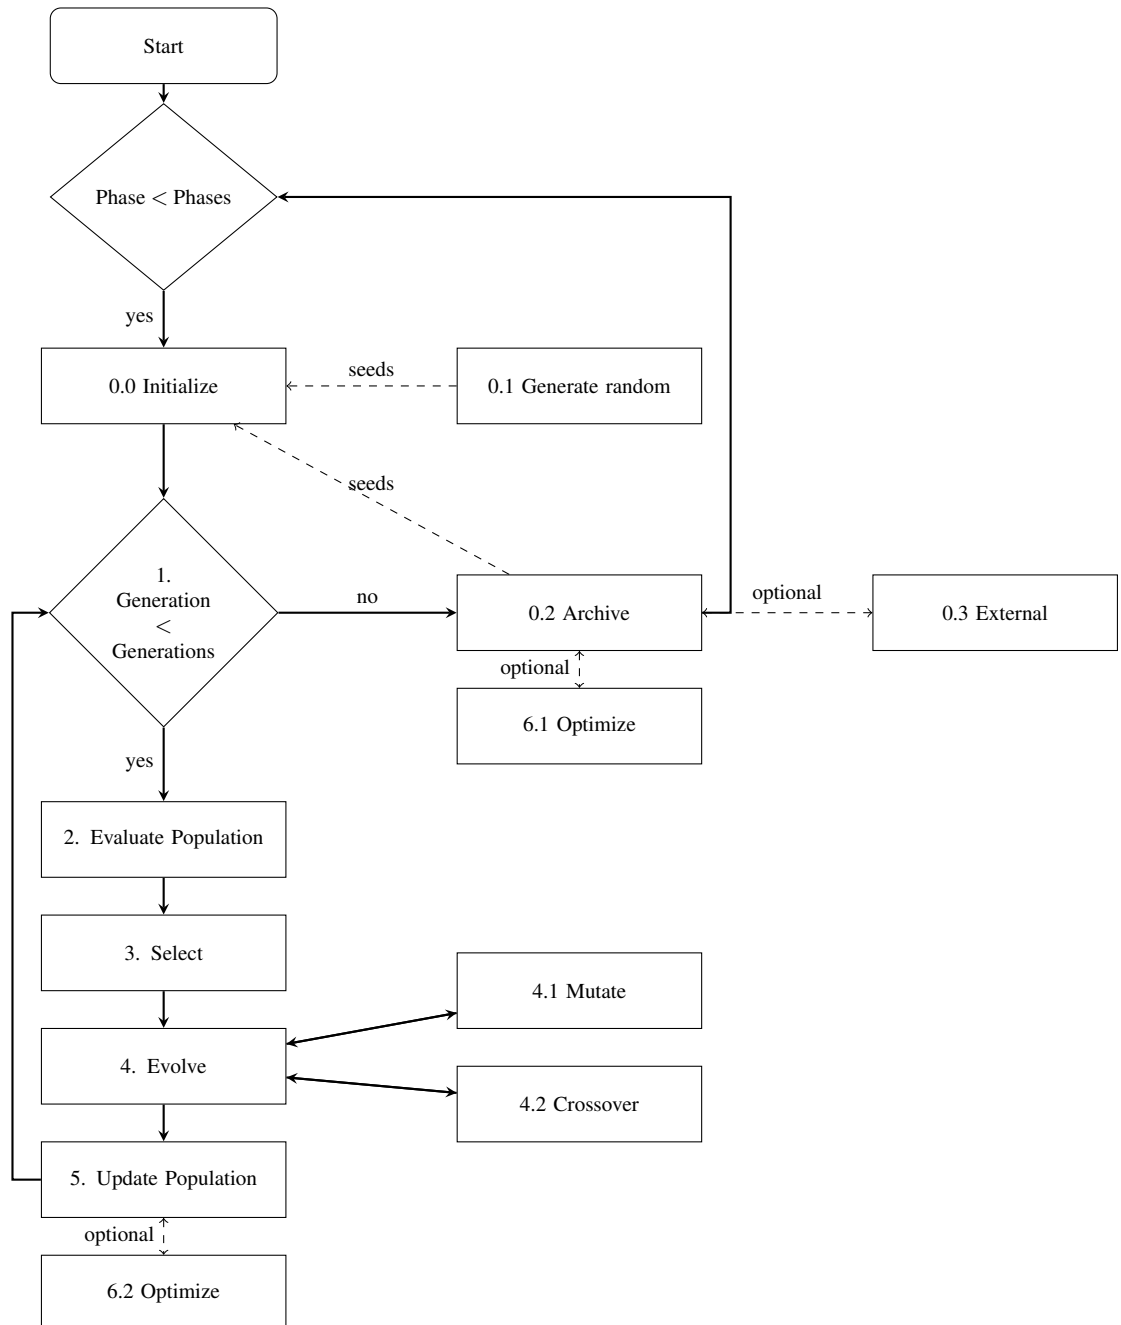 Start
Phase < Phases
yes
0.0 Initialize
seeds
0.1 Generate random
seeds
1.
Generation
<
Generations
no
0.2 Archive
optional
0.3 External
optional
6.1 Optimize
yes
2. Evaluate Population
3. Select
4.1 Mutate
4. Evolve
4.2 Crossover
5. Update Population
optional
6.2 Optimize